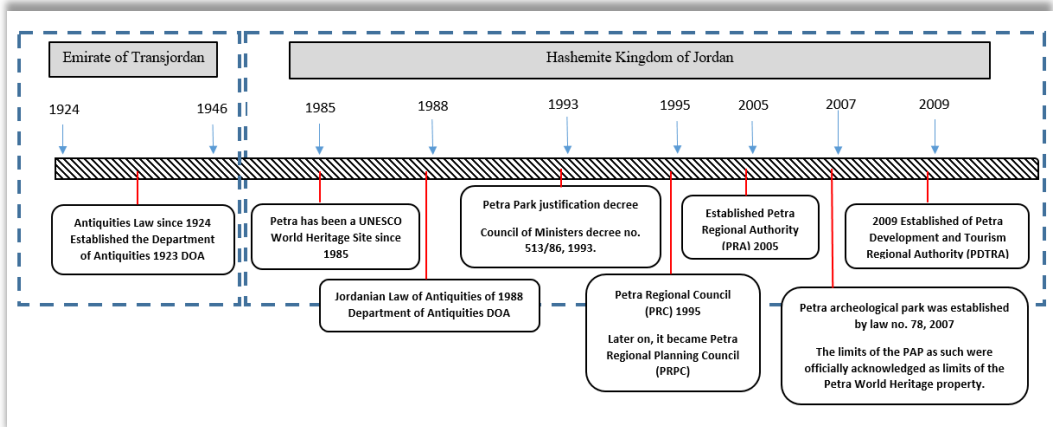 Emirate of Transjordan
Hashemite Kingdom of Jordan
1924
1946
1985
1988
1993
1995
2005
2007
2009
Antiquities Law since 1924
Established the Department
of Antiquities 1923 DOA
Petra has been a UNESCO
World Heritage Site since
1985
Jordanian Law of Antiquities of 1988
Department of Antiquities DOA
Petra Park justification decree
Council of Ministers decree no.
513/86, 1993.
Petra Regional Council
(PRC) 1995
Later on, it became Petra
Regional Planning Council
(PRPC)
Established Petra
Regional Authority
(PRA) 2005
Petra archeological park was established
by law no. 78, 2007
The limits of the PAP as such were
officially acknowledged as limits of the
Petra World Heritage property.
2009 Established of Petra
Development and Tourism
Regional Authority (PDTRA)